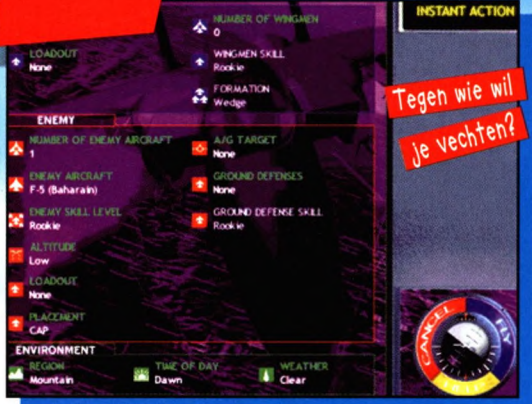 INSTANT ACTION
NUMBER OF WINGMEN
0
LOADOUT
None
WINGMEN SKILL
Rookie
FORMATION
Wedge
Tegen wie wil
je vechten?
ENEMY
NUMBER OF ENEMY AIRCRAFT
1
A/G TARGET
None
ENEMY AIRCRAFT
F-5 (Baharain)
GROUND DEFENSES
None
ENEMY SKILL LEVEL
Rookie
GROUND DEFENSE SKILL
Rookie
ALTITUDE
Low
LOADOUT
None
PLACEMENT
CAP
ENVIRONMENT
REGION
Mountain
TIME OF DAY
Dawn
WEATHER
Clear
CANCEL
FLY